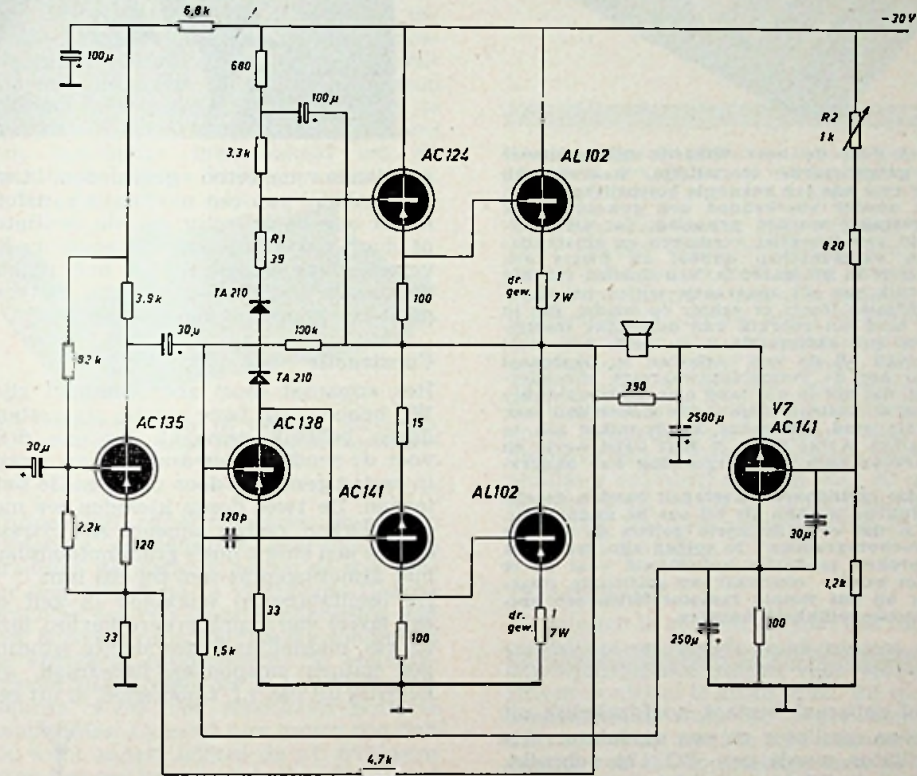 6,8k
-30V
100µ
+
680
100µ
+
R2
1k
3,3k
AC124
AL102
R1
39
820
3.9k
100
dr.
gew.
1
7W
TA 210
30µ
+
100k
82k
TA 210
390
2500µ
+
V7
AC141
AC135
AC138
15
30µ
+
AC141
AL102
30µ
+
2.2k
120p
120
250µ
+
100
1,2k
33
1,5k
33
100
dr.
gew.
1
7W
4.7k